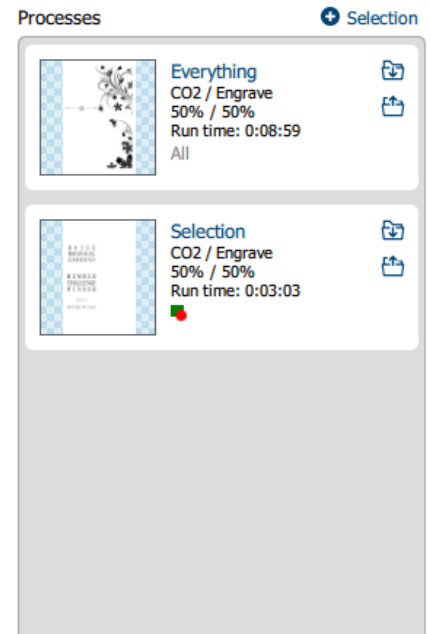 Processes
Selection
Everything
CO2 / Engrave
50% / 50%
Run time: 0:08:59
All
Selection
CO2 / Engrave
50% / 50%
Run time: 0:03:03